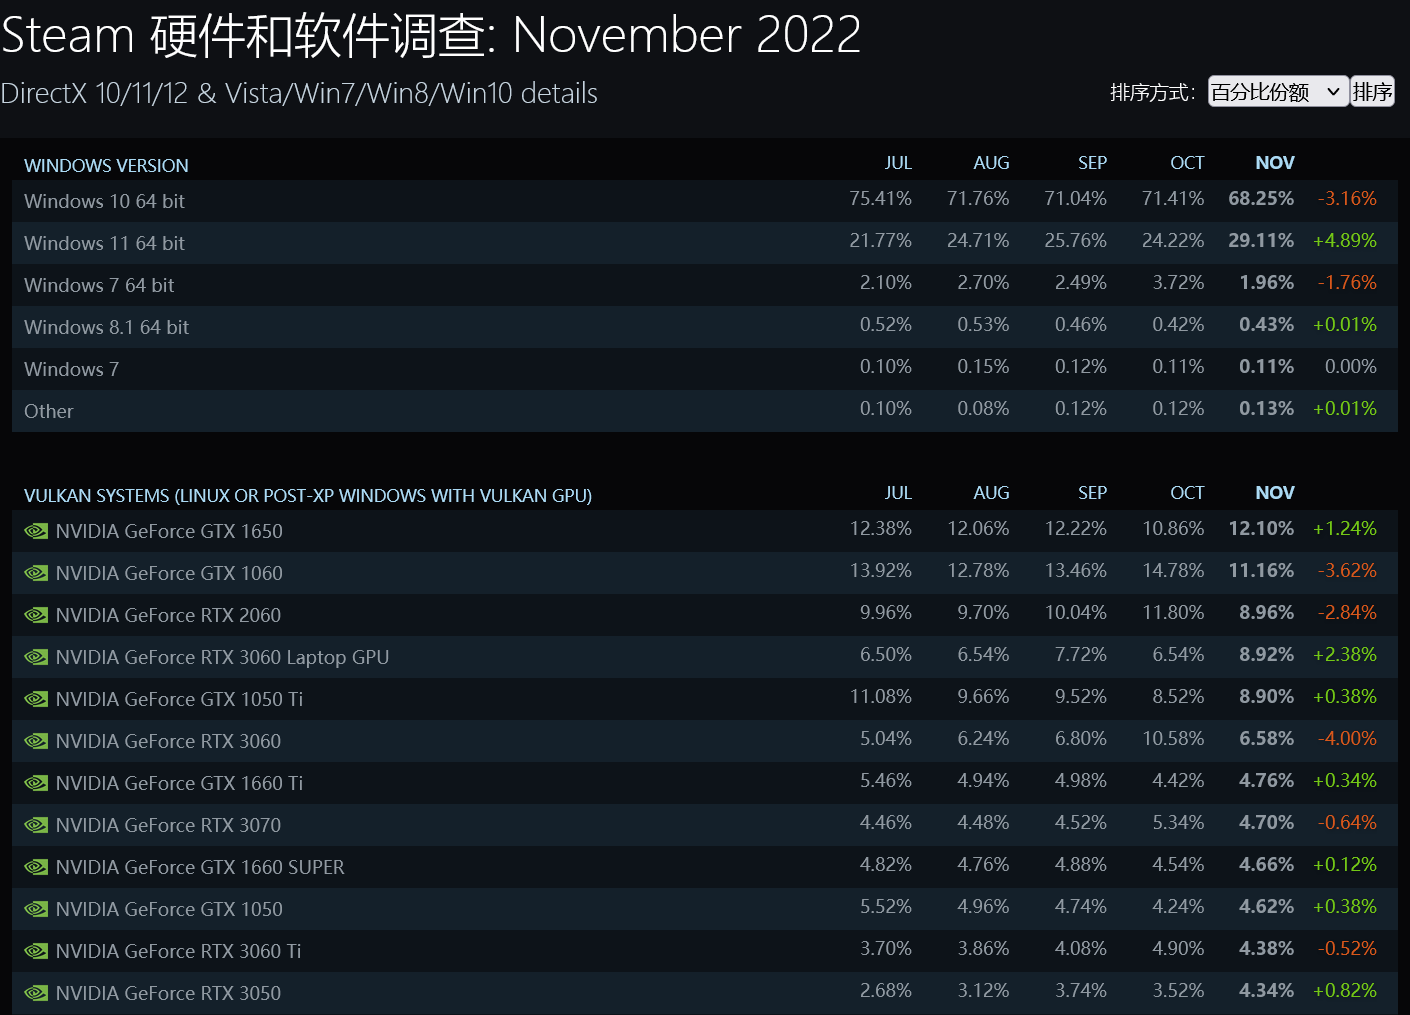 Steam 硬件和软件调查: November 2022
DirectX 10/11/12 & Vista/Win7/Win8/Win10 details
排序方式: 百分比份额 排序
WINDOWS VERSION JUL AUG SEP OCT NOV
Windows 10 64 bit 75.41% 71.76% 71.04% 71.41% 68.25% -3.16%
Windows 11 64 bit 21.77% 24.71% 25.76% 24.22% 29.11% +4.89%
Windows 7 64 bit 2.10% 2.70% 2.49% 3.72% 1.96% -1.76%
Windows 8.1 64 bit 0.52% 0.53% 0.46% 0.42% 0.43% +0.01%
Windows 7 0.10% 0.15% 0.12% 0.11% 0.11% 0.00%
Other 0.10% 0.08% 0.12% 0.12% 0.13% +0.01%
VULKAN SYSTEMS (LINUX OR POST-XP WINDOWS WITH VULKAN GPU) JUL AUG SEP OCT NOV
NVIDIA GeForce GTX 1650 12.38% 12.06% 12.22% 10.86% 12.10% +1.24%
NVIDIA GeForce GTX 1060 13.92% 12.78% 13.46% 14.78% 11.16% -3.62%
NVIDIA GeForce RTX 2060 9.96% 9.70% 10.04% 11.80% 8.96% -2.84%
NVIDIA GeForce RTX 3060 Laptop GPU 6.50% 6.54% 7.72% 6.54% 8.92% +2.38%
NVIDIA GeForce GTX 1050 Ti 11.08% 9.66% 9.52% 8.52% 8.90% +0.38%
NVIDIA GeForce RTX 3060 5.04% 6.24% 6.80% 10.58% 6.58% -4.00%
NVIDIA GeForce GTX 1660 Ti 5.46% 4.94% 4.98% 4.42% 4.76% +0.34%
NVIDIA GeForce RTX 3070 4.46% 4.48% 4.52% 5.34% 4.70% -0.64%
NVIDIA GeForce GTX 1660 SUPER 4.82% 4.76% 4.88% 4.54% 4.66% +0.12%
NVIDIA GeForce GTX 1050 5.52% 4.96% 4.74% 4.24% 4.62% +0.38%
NVIDIA GeForce RTX 3060 Ti 3.70% 3.86% 4.08% 4.90% 4.38% -0.52%
NVIDIA GeForce RTX 3050 2.68% 3.12% 3.74% 3.52% 4.34% +0.82%